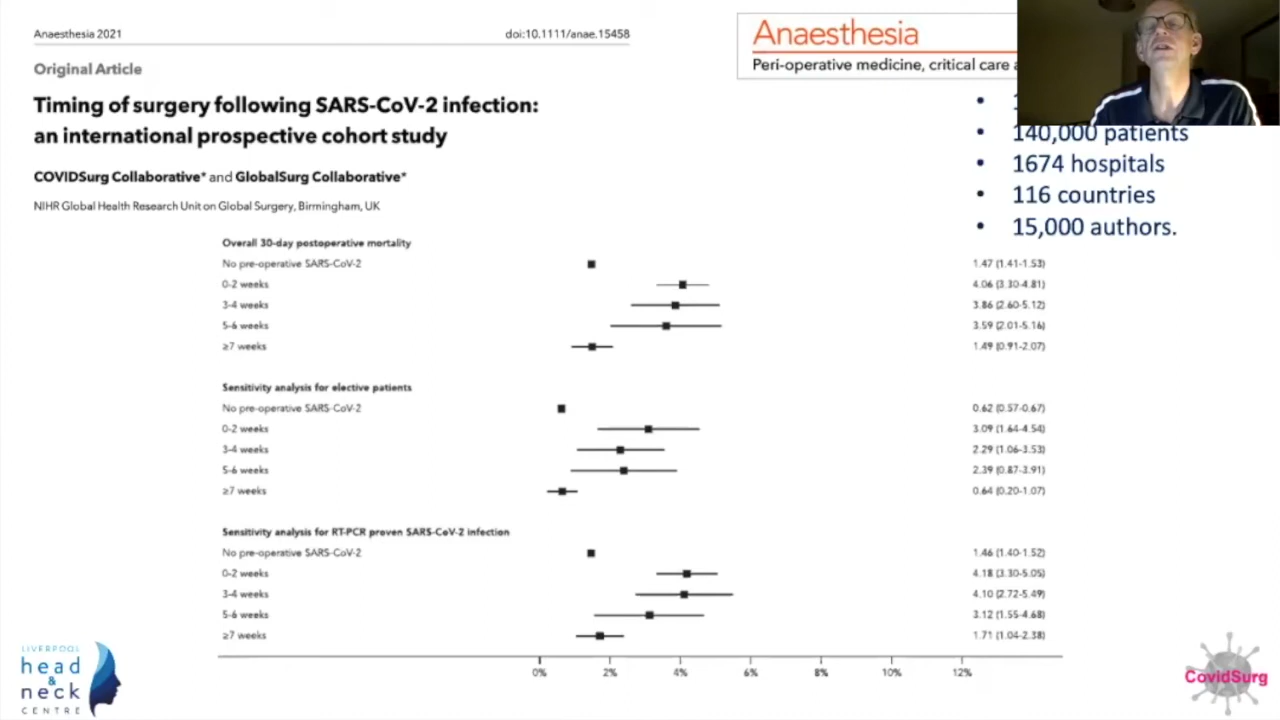 Anaesthesia 2021
doi:10.1111/anae.15458
Original Article
Timing of surgery following SARS-CoV-2 infection:
an international prospective cohort study
COVIDSurg Collaborative* and GlobalSurg Collaborative*
NIHR Global Health Research Unit on Global Surgery, Birmingham, UK
Anaesthesia
Peri-operative medicine, critical care
• 140,000 patients
• 1674 hospitals
• 116 countries
• 15,000 authors.
Overall 30-day postoperative mortality
No pre-operative SARS-CoV-2 1.47 (1.41-1.53)
0-2 weeks 4.06 (3.30-4.81)
3-4 weeks 3.86 (2.60-5.12)
5-6 weeks 3.59 (2.01-5.16)
≥7 weeks 1.49 (0.91-2.07)
Sensitivity analysis for elective patients
No pre-operative SARS-CoV-2 0.62 (0.57-0.67)
0-2 weeks 3.09 (1.64-4.54)
3-4 weeks 2.29 (1.06-3.53)
5-6 weeks 2.39 (0.87-3.91)
≥7 weeks 0.64 (0.20-1.07)
Sensitivity analysis for RT-PCR proven SARS-CoV-2 infection
No pre-operative SARS-CoV-2 1.46 (1.40-1.52)
0-2 weeks 4.18 (3.30-5.05)
3-4 weeks 4.10 (2.72-5.49)
5-6 weeks 3.12 (1.55-4.68)
≥7 weeks 1.71 (1.04-2.38)
0% 2% 4% 6% 8% 10% 12%
LIVERPOOL
head
&
neck
CENTRE
CovidSurg